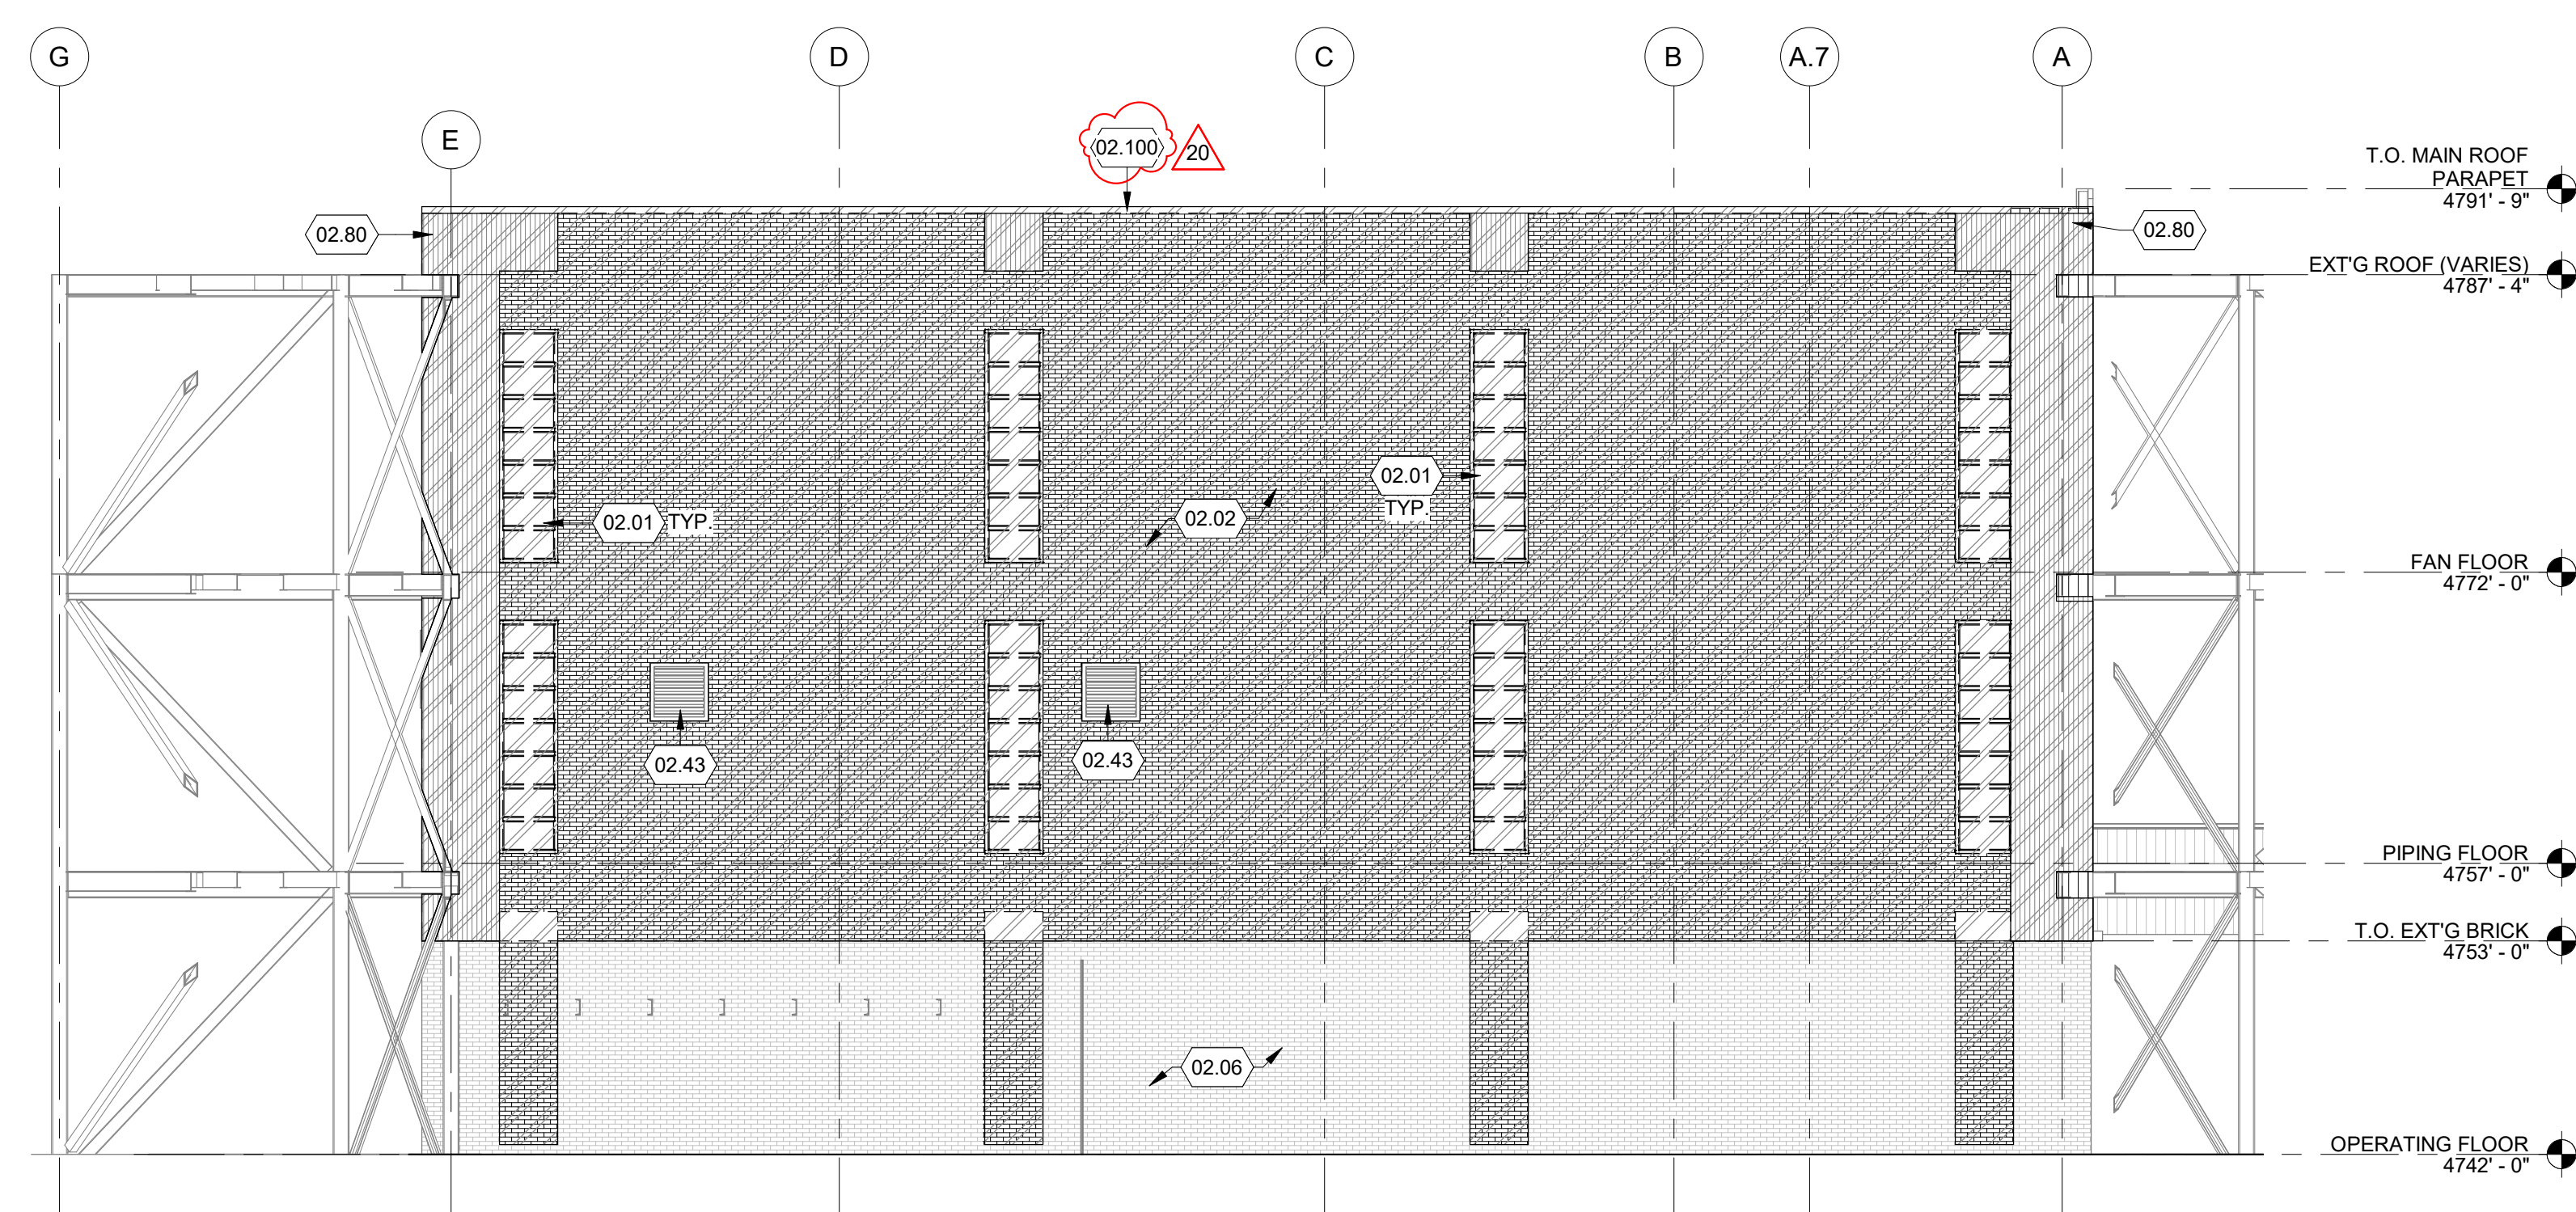 G
D
C
B
A.7
A
E
02.100
20
T.O. MAIN ROOF
PARAPET
4791' - 9"
02.80
02.80
EXT'G ROOF (VARIES)
4787' - 4"
02.01
TYP.
02.01 TYP.
02.02
FAN FLOOR
4772' - 0"
02.43
02.43
PIPING FLOOR
4757' - 0"
T.O. EXT'G BRICK
4753' - 0"
02.06
OPERATING FLOOR
4742' - 0"